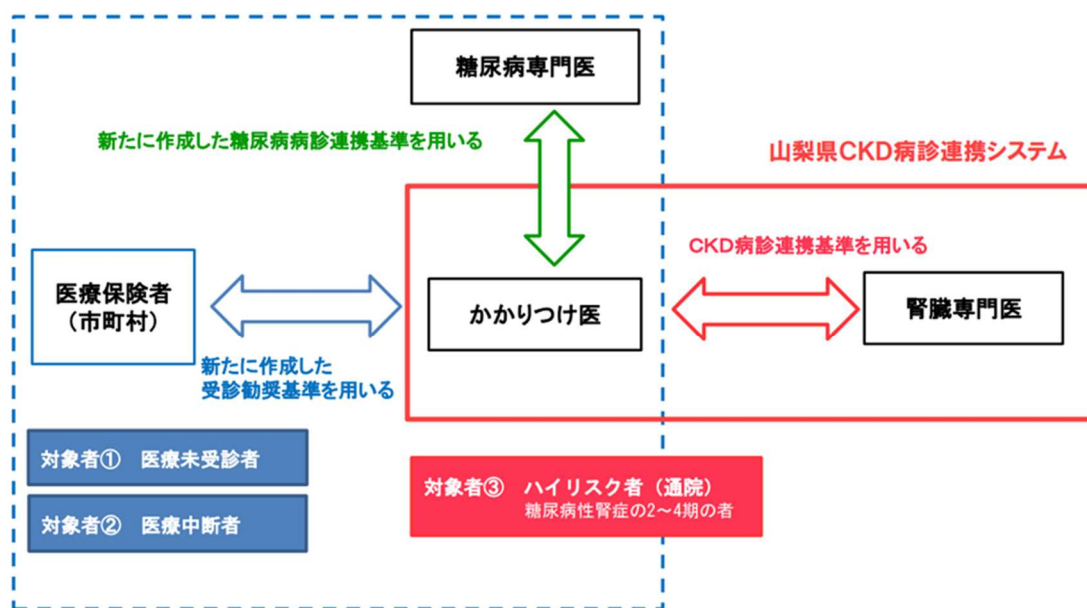 糖尿病専門医
新たに作成した糖尿病病診連携基準を用いる
山梨県CKD病診連携システム
CKD病診連携基準を用いる
医療保険者
（市町村）
かかりつけ医
腎臓専門医
新たに作成した
受診勧奨基準を用いる
対象者①　医療未受診者
対象者②　医療中断者
対象者③　ハイリスク者（通院）
糖尿病性腎症の2～4期の者